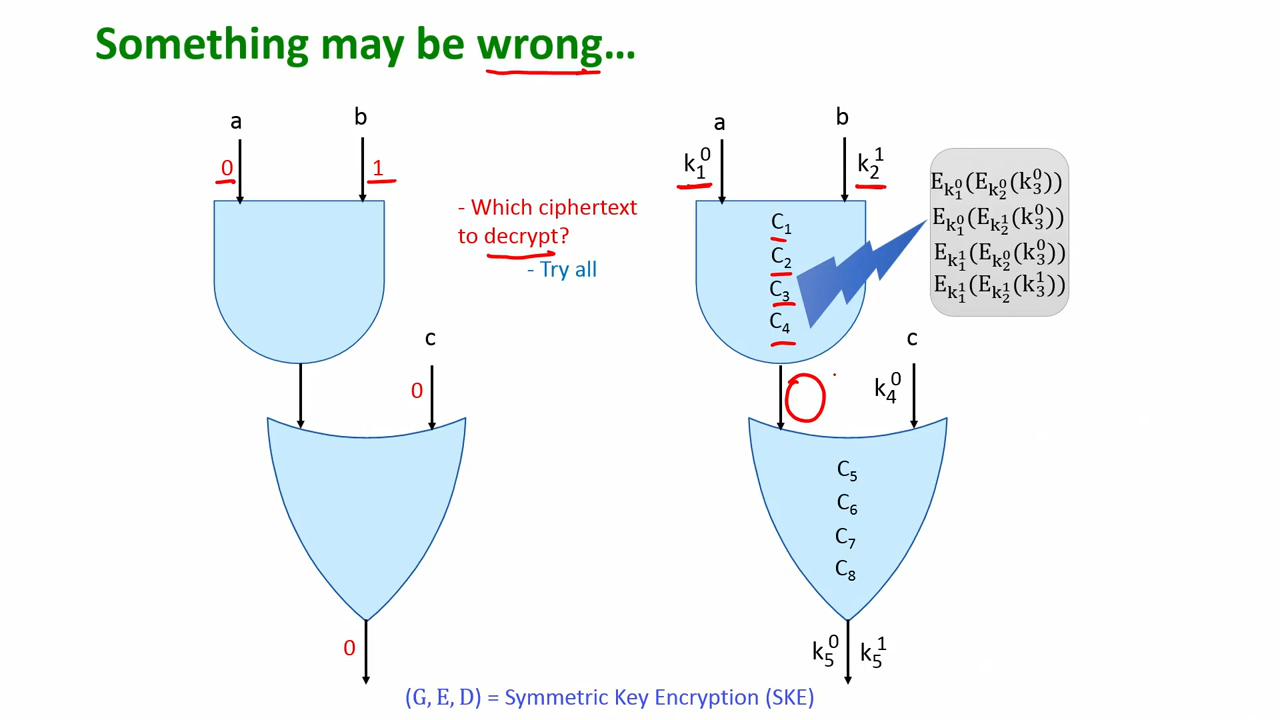 Something may be wrong...
a
b
0
1
- Which ciphertext
to decrypt?
- Try all
c
0
0
a
b
k₁⁰
k₂¹
C₁
C₂
C₃
C₄
E_{k₁⁰}(E_{k₂⁰}(k₃⁰))
E_{k₁⁰}(E_{k₂¹}(k₃⁰))
E_{k₁¹}(E_{k₂⁰}(k₃⁰))
E_{k₁¹}(E_{k₂¹}(k₃¹))
c
k₄⁰
C₅
C₆
C₇
C₈
k₅⁰ k₅¹
(G, E, D) = Symmetric Key Encryption (SKE)